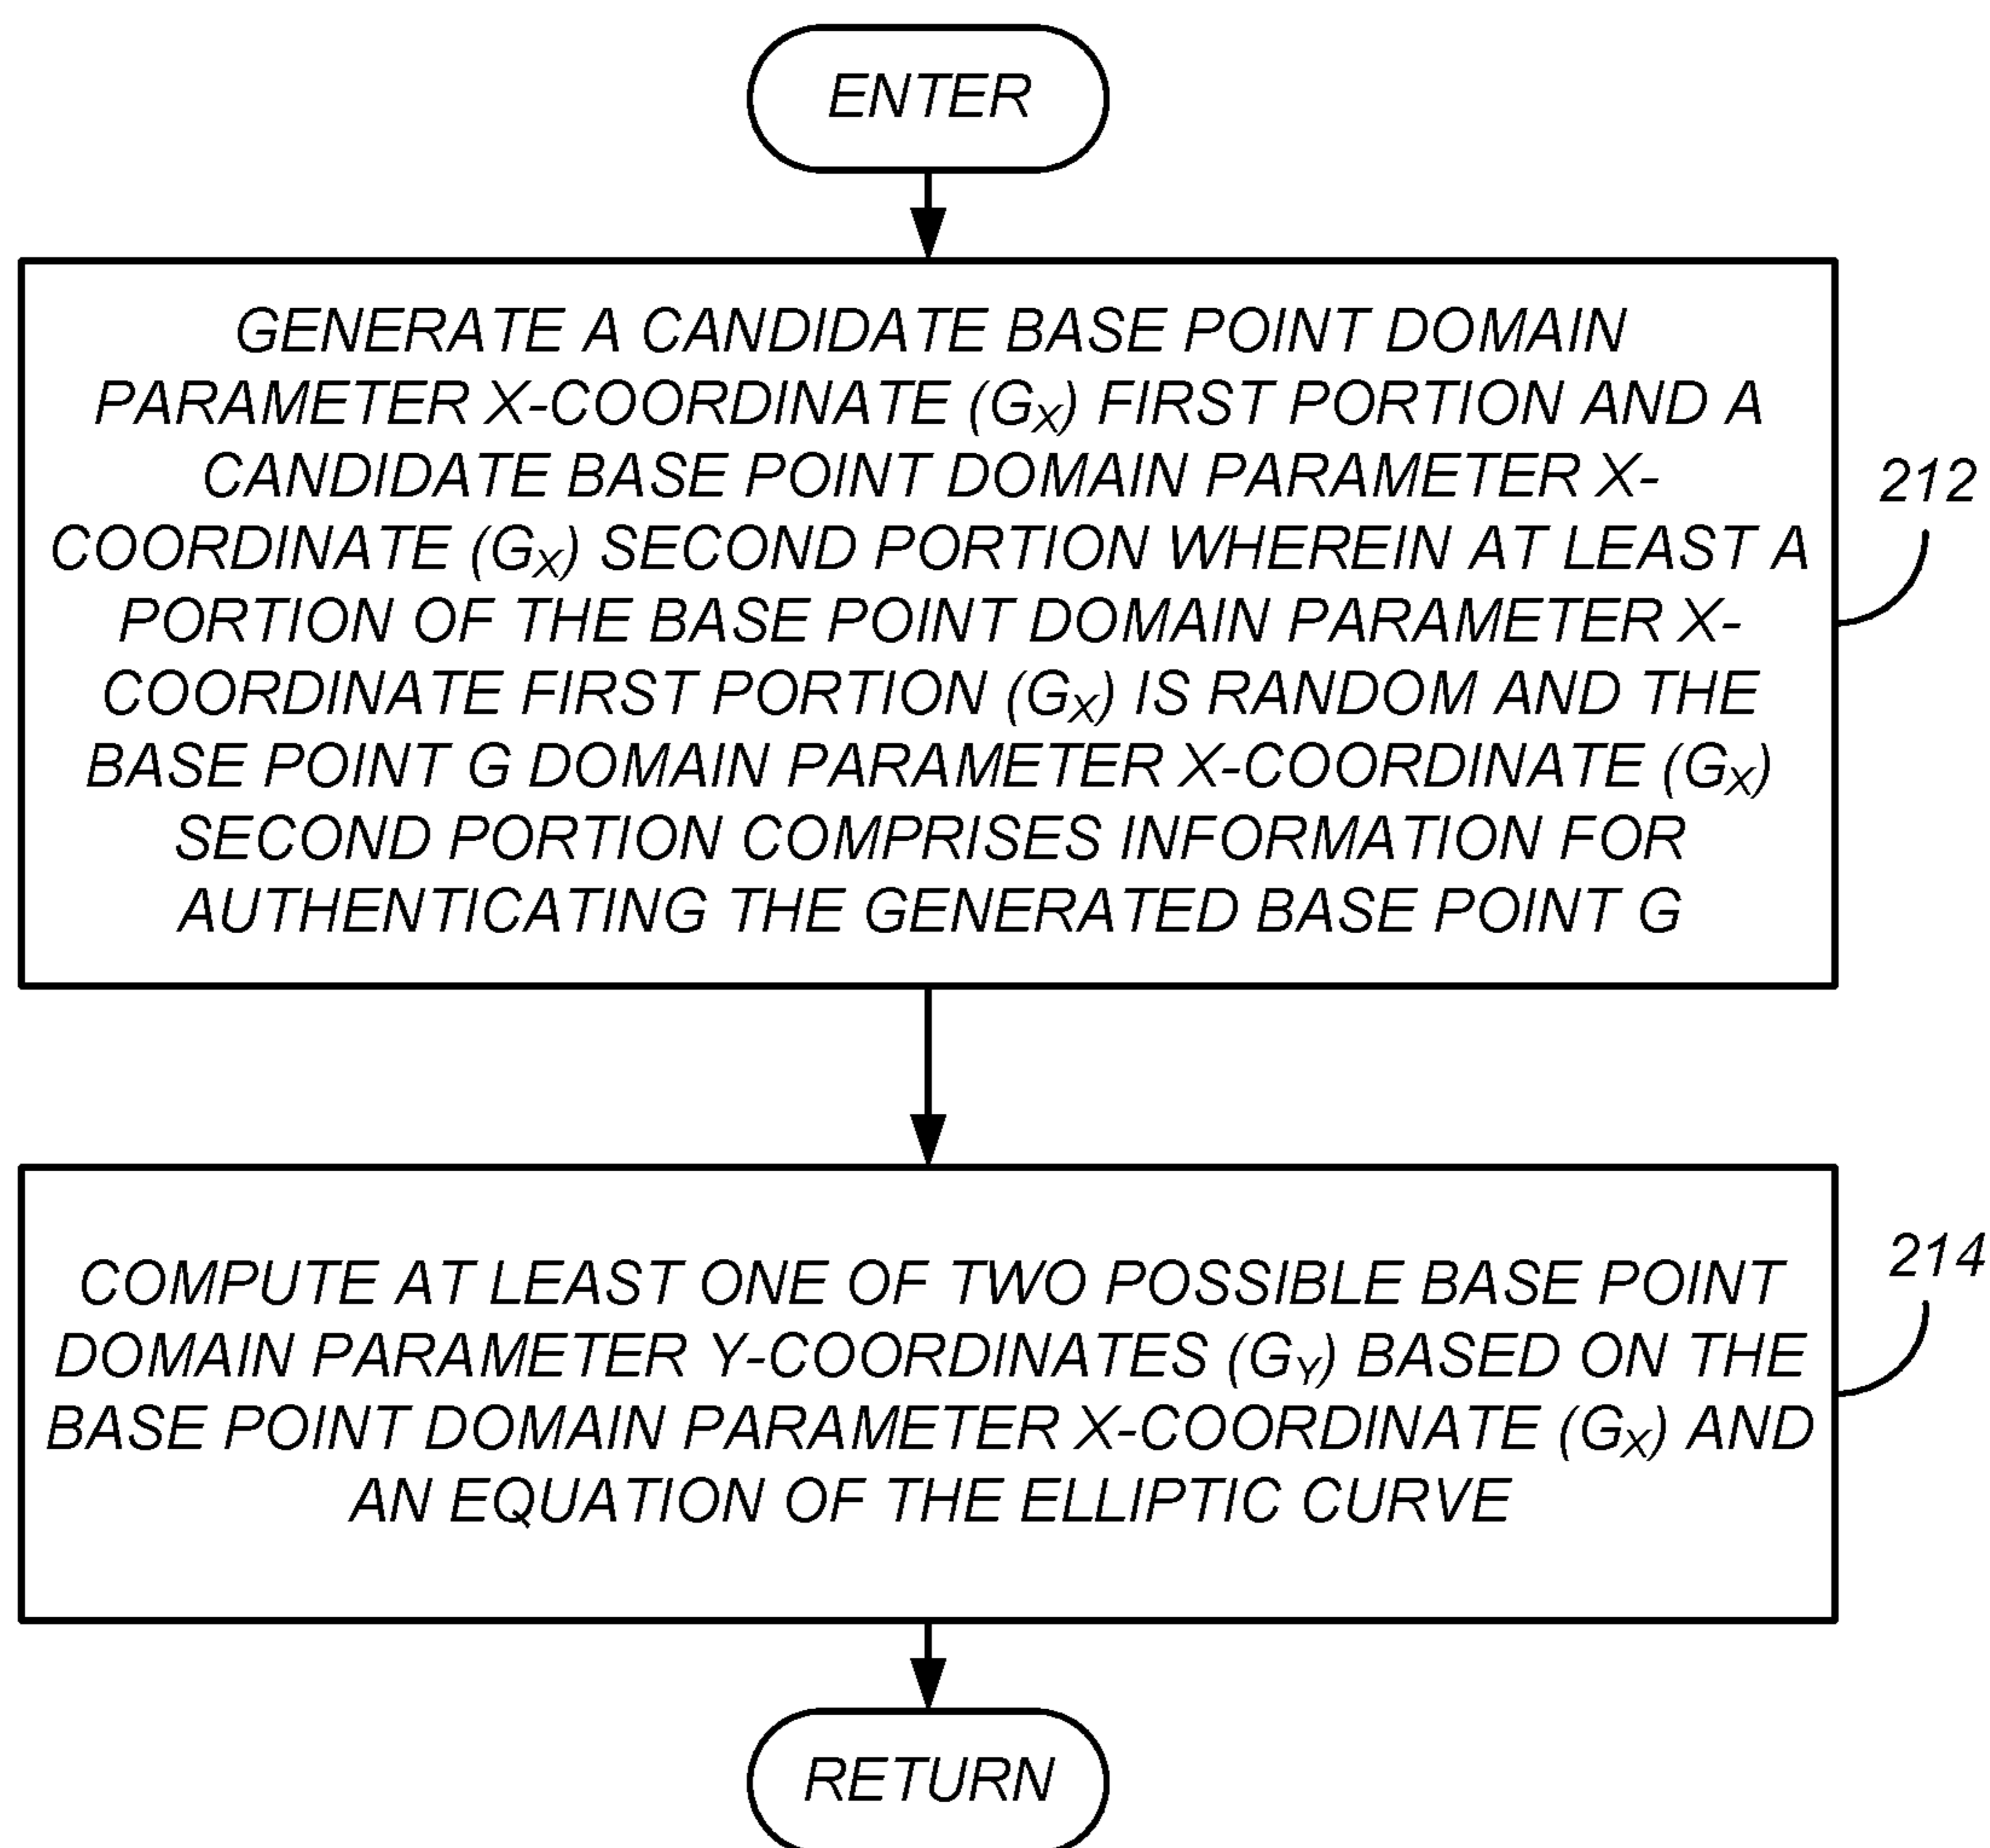 ENTER
GENERATE A CANDIDATE BASE POINT DOMAIN
PARAMETER X-COORDINATE (GX) FIRST PORTION AND A
CANDIDATE BASE POINT DOMAIN PARAMETER X-
COORDINATE (GX) SECOND PORTION WHEREIN AT LEAST A
PORTION OF THE BASE POINT DOMAIN PARAMETER X-
COORDINATE FIRST PORTION (GX) IS RANDOM AND THE
BASE POINT G DOMAIN PARAMETER X-COORDINATE (GX)
SECOND PORTION COMPRISES INFORMATION FOR
AUTHENTICATING THE GENERATED BASE POINT G
212
COMPUTE AT LEAST ONE OF TWO POSSIBLE BASE POINT
DOMAIN PARAMETER Y-COORDINATES (GY) BASED ON THE
BASE POINT DOMAIN PARAMETER X-COORDINATE (GX) AND
AN EQUATION OF THE ELLIPTIC CURVE
214
RETURN